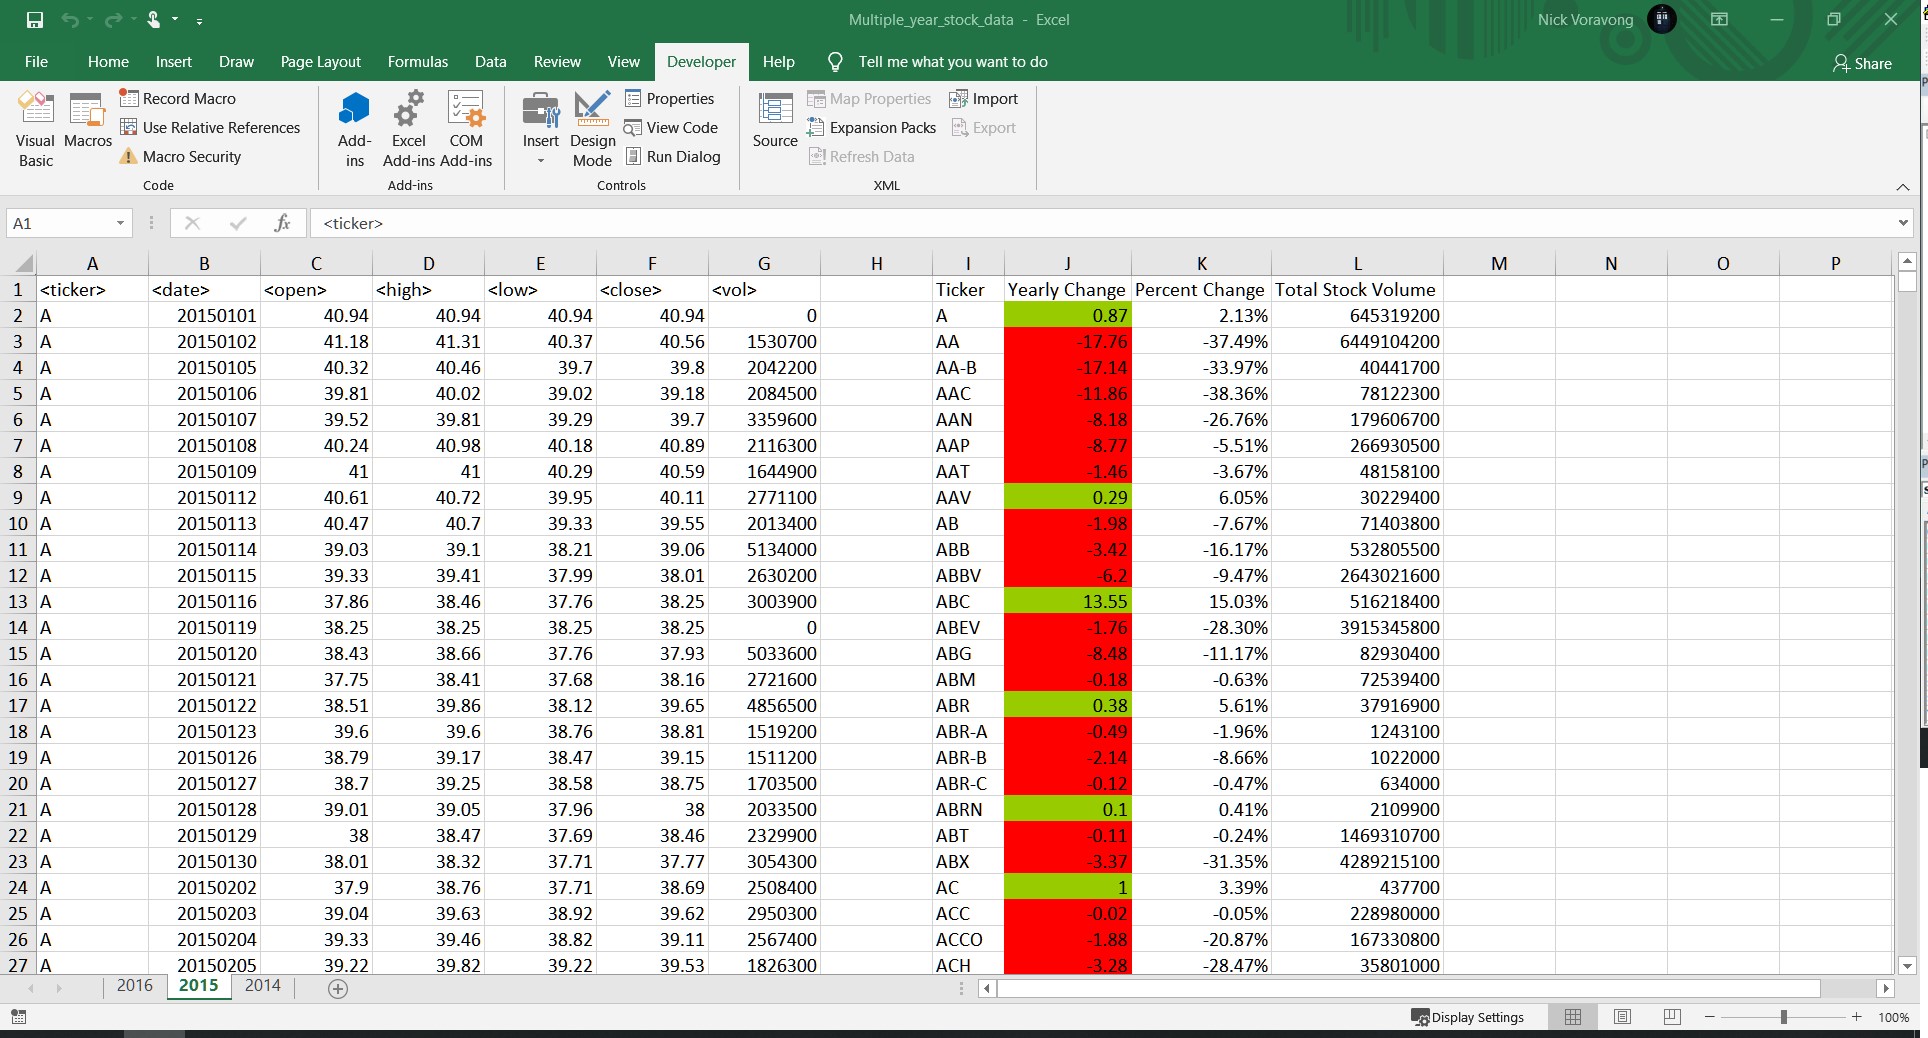 Multiple_year_stock_data - Excel
Nick Voravong
File Home Insert Draw Page Layout Formulas Data Review View Developer Help Tell me what you want to do Share
Visual Basic
Macros
Record Macro
Use Relative References
Macro Security
Code
Add-ins
Excel Add-ins
COM Add-ins
Add-ins
Insert
Design Mode
Properties
View Code
Run Dialog
Controls
Source
Map Properties
Expansion Packs
Refresh Data
Import
Export
XML
A1 fx <ticker>
A B C D E F G H I J K L M N O P
1 <ticker> <date> <open> <high> <low> <close> <vol> Ticker Yearly Change Percent Change Total Stock Volume
2 A 20150101 40.94 40.94 40.94 40.94 0 A 0.87 2.13% 645319200
3 A 20150102 41.18 41.31 40.37 40.56 1530700 AA -17.76 -37.49% 6449104200
4 A 20150105 40.32 40.46 39.7 39.8 2042200 AA-B -17.14 -33.97% 40441700
5 A 20150106 39.81 40.02 39.02 39.18 2084500 AAC -11.86 -38.36% 78122300
6 A 20150107 39.52 39.81 39.29 39.7 3359600 AAN -8.18 -26.76% 179606700
7 A 20150108 40.24 40.98 40.18 40.89 2116300 AAP -8.77 -5.51% 266930500
8 A 20150109 41 41 40.29 40.59 1644900 AAT -1.46 -3.67% 48158100
9 A 20150112 40.61 40.72 39.95 40.11 2771100 AAV 0.29 6.05% 30229400
10 A 20150113 40.47 40.7 39.33 39.55 2013400 AB -1.98 -7.67% 71403800
11 A 20150114 39.03 39.1 38.21 39.06 5134000 ABB -3.42 -16.17% 532805500
12 A 20150115 39.33 39.41 37.99 38.01 2630200 ABBV -6.2 -9.47% 2643021600
13 A 20150116 37.86 38.46 37.76 38.25 3003900 ABC 13.55 15.03% 516218400
14 A 20150119 38.25 38.25 38.25 38.25 0 ABEV -1.76 -28.30% 3915345800
15 A 20150120 38.43 38.66 37.76 37.93 5033600 ABG -8.48 -11.17% 82930400
16 A 20150121 37.75 38.41 37.68 38.16 2721600 ABM -0.18 -0.63% 72539400
17 A 20150122 38.51 39.86 38.12 39.65 4856500 ABR 0.38 5.61% 37916900
18 A 20150123 39.6 39.6 38.76 38.81 1519200 ABR-A -0.49 -1.96% 1243100
19 A 20150126 38.79 39.17 38.47 39.15 1511200 ABR-B -2.14 -8.66% 1022000
20 A 20150127 38.7 39.25 38.58 38.75 1703500 ABR-C -0.12 -0.47% 634000
21 A 20150128 39.01 39.05 37.96 38 2033500 ABRN 0.1 0.41% 2109900
22 A 20150129 38 38.47 37.69 38.46 2329900 ABT -0.11 -0.24% 1469310700
23 A 20150130 38.01 38.32 37.71 37.77 3054300 ABX -3.37 -31.35% 4289215100
24 A 20150202 37.9 38.76 37.71 38.69 2508400 AC 1 3.39% 437700
25 A 20150203 39.04 39.63 38.92 39.62 2950300 ACC -0.02 -0.05% 228980000
26 A 20150204 39.33 39.46 38.82 39.11 2567400 ACCO -1.88 -20.87% 167330800
27 A 20150205 39.22 39.82 39.22 39.53 1826300 ACH -3.28 -28.47% 35801000
2016 2015 2014
Display Settings 100%